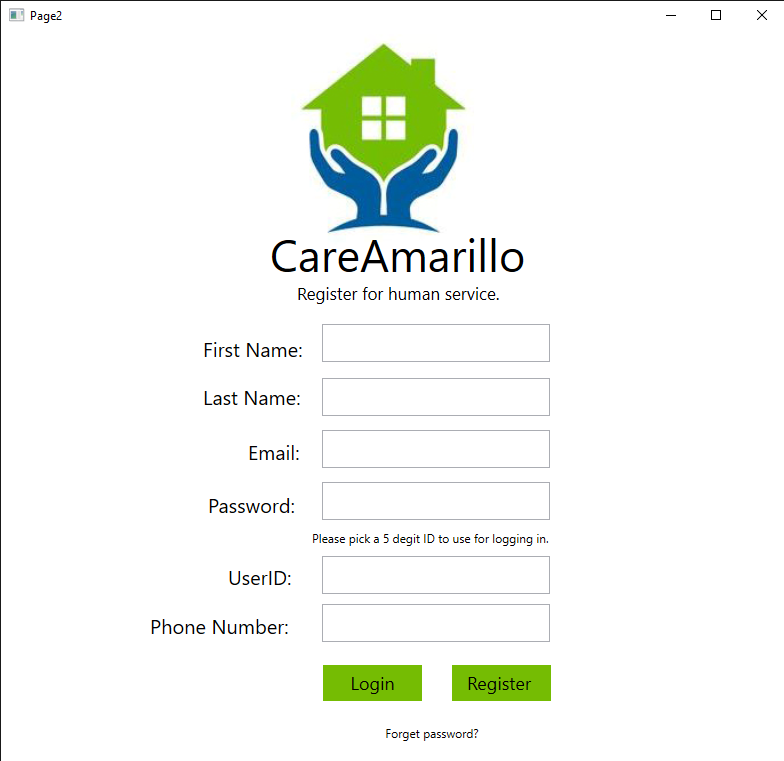 Page2
CareAmarillo
Register for human service.
First Name:
Last Name:
Email:
Password:
Please pick a 5 degit ID to use for logging in.
UserID:
Phone Number:
Login Register
Forget password?